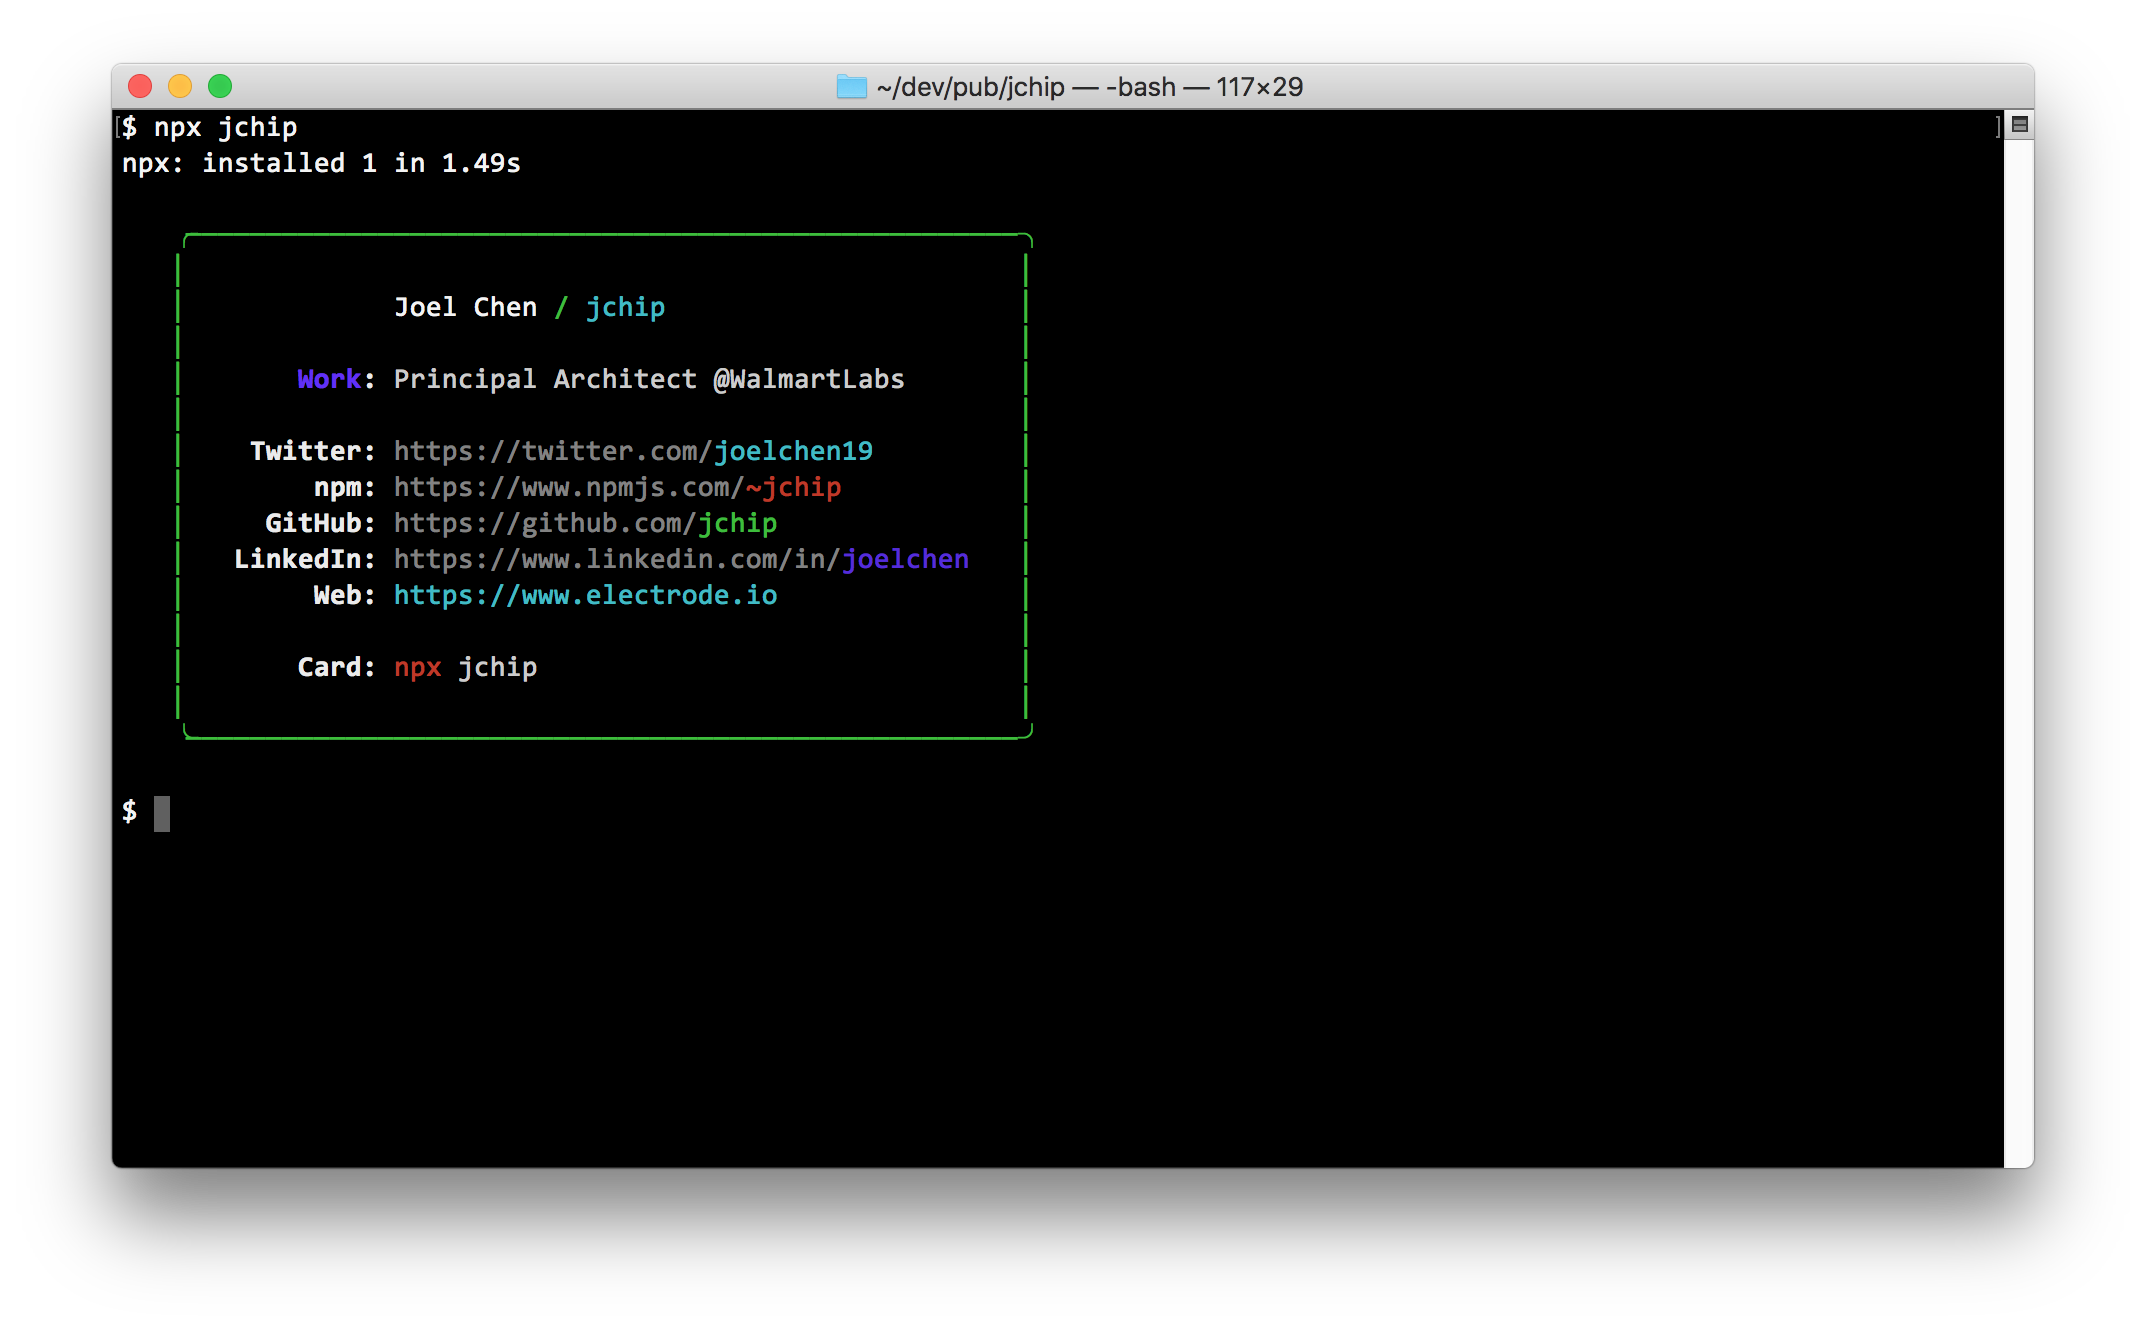 ~/dev/pub/jchip — -bash — 117×29
$ npx jchip
npx: installed 1 in 1.49s
Joel Chen / jchip
Work: Principal Architect @WalmartLabs
Twitter: https://twitter.com/joelchen19
npm: https://www.npmjs.com/~jchip
GitHub: https://github.com/jchip
LinkedIn: https://www.linkedin.com/in/joelchen
Web: https://www.electrode.io
Card: npx jchip
$